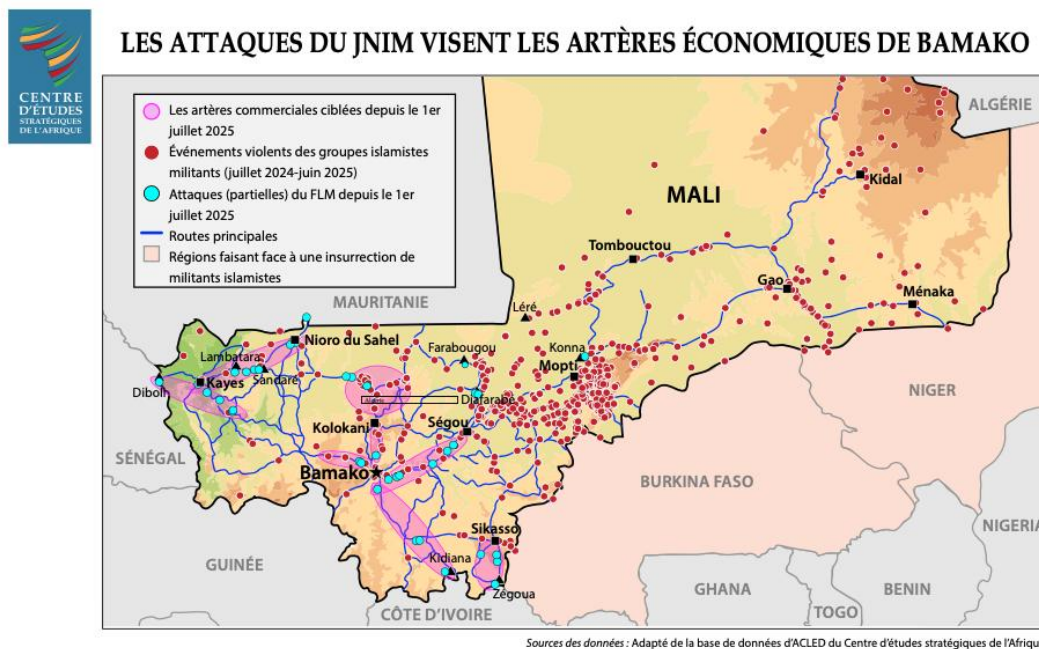 CENTRE
D'ÉTUDES
STRATÉGIQUES
DE L'AFRIQUE
LES ATTAQUES DU JNIM VISENT LES ARTÈRES ÉCONOMIQUES DE BAMAKO
Les artères commerciales ciblées depuis le 1er
juillet 2025
Événements violents des groupes islamistes
militants (juillet 2024-juin 2025)
Attaques (partielles) du FLM depuis le 1er
juillet 2025
Routes principales
Régions faisant face à une insurrection de
militants islamistes
ALGÉRIE
MALI
Kidal
Tombouctou
Gao
Ménaka
MAURITANIE
Léré
Nioro du Sahel
Farabougou
Konna
Lambatara
Mopti
Kayes
Sandaré
Diboli
NIGER
Diafarabé
Kolokani
Ségou
SÉNÉGAL
Bamako
BURKINA FASO
Sikasso
NIGERIA
GUINÉE
Kidiana
Zégoua
GHANA
BENIN
CÔTE D'IVOIRE
TOGO
Sources des données : Adapté de la base de données d'ACLED du Centre d'études stratégiques de l'Afriqu